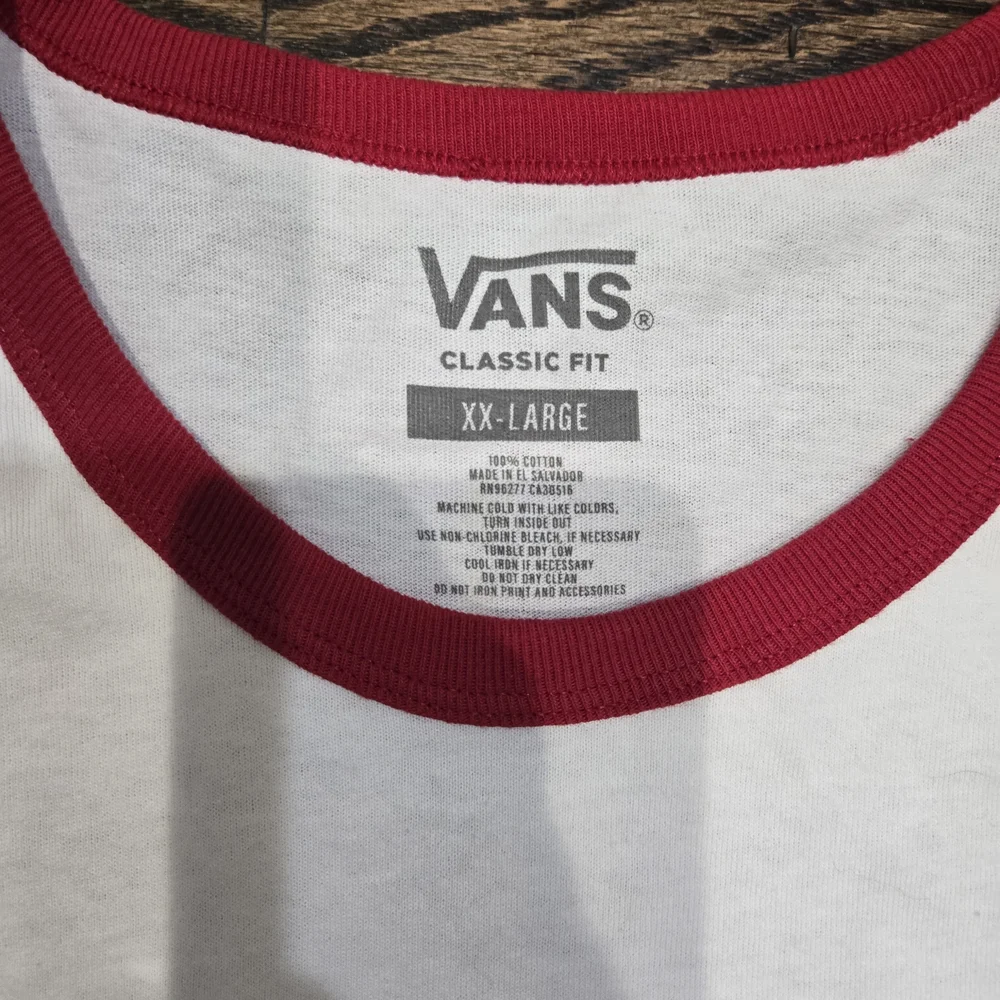 VANS®
CLASSIC FIT
XX-LARGE
100% COTTON
MADE IN EL SALVADOR
RN96277 CA30516
MACHINE COLD WITH LIKE COLORS,
TURN INSIDE OUT
USE NON-CHLORINE BLEACH, IF NECESSARY
TUMBLE DRY LOW
COOL IRON IF NECESSARY
DO NOT DRY CLEAN
DO NOT IRON PRINT AND ACCESSORIES